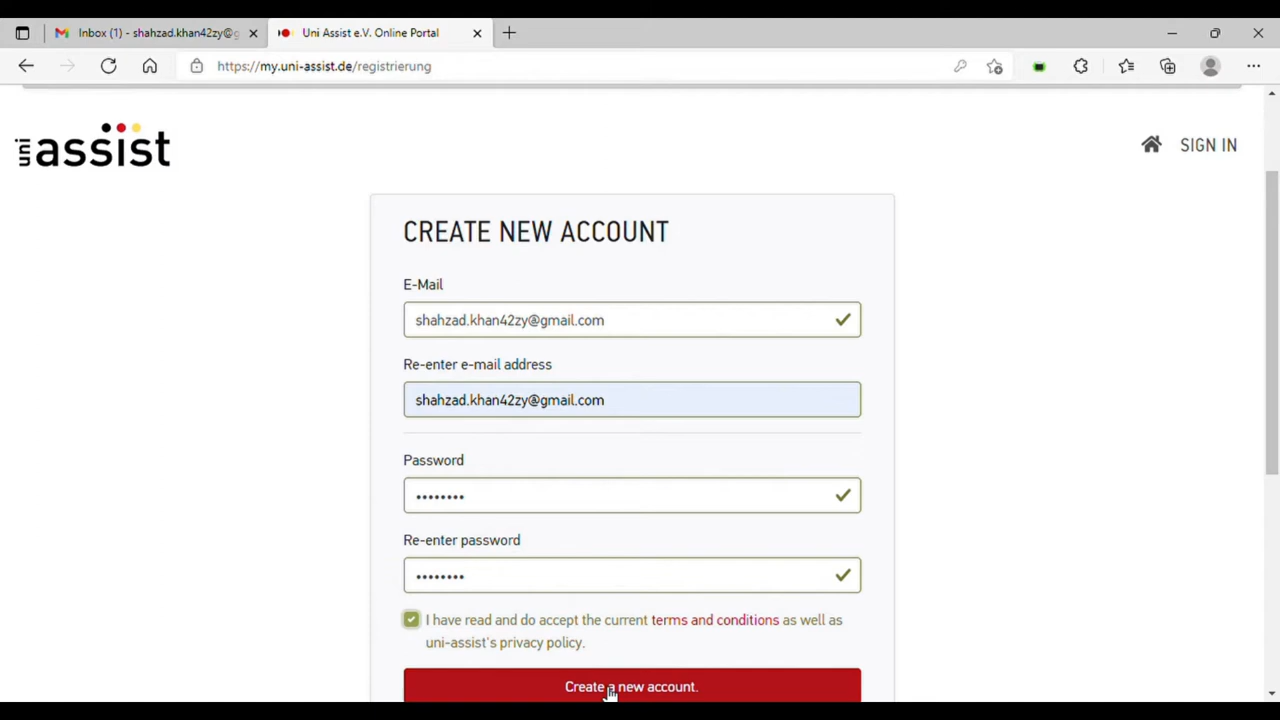 Inbox (1) - shahzad.khan42zy@g
Uni Assist e.V. Online Portal
https://my.uni-assist.de/registrierung
uni assist
SIGN IN
CREATE NEW ACCOUNT
E-Mail
shahzad.khan42zy@gmail.com
Re-enter e-mail address
shahzad.khan42zy@gmail.com
Password
••••••••
Re-enter password
••••••••
I have read and do accept the current terms and conditions as well as
uni-assist's privacy policy.
Create a new account.